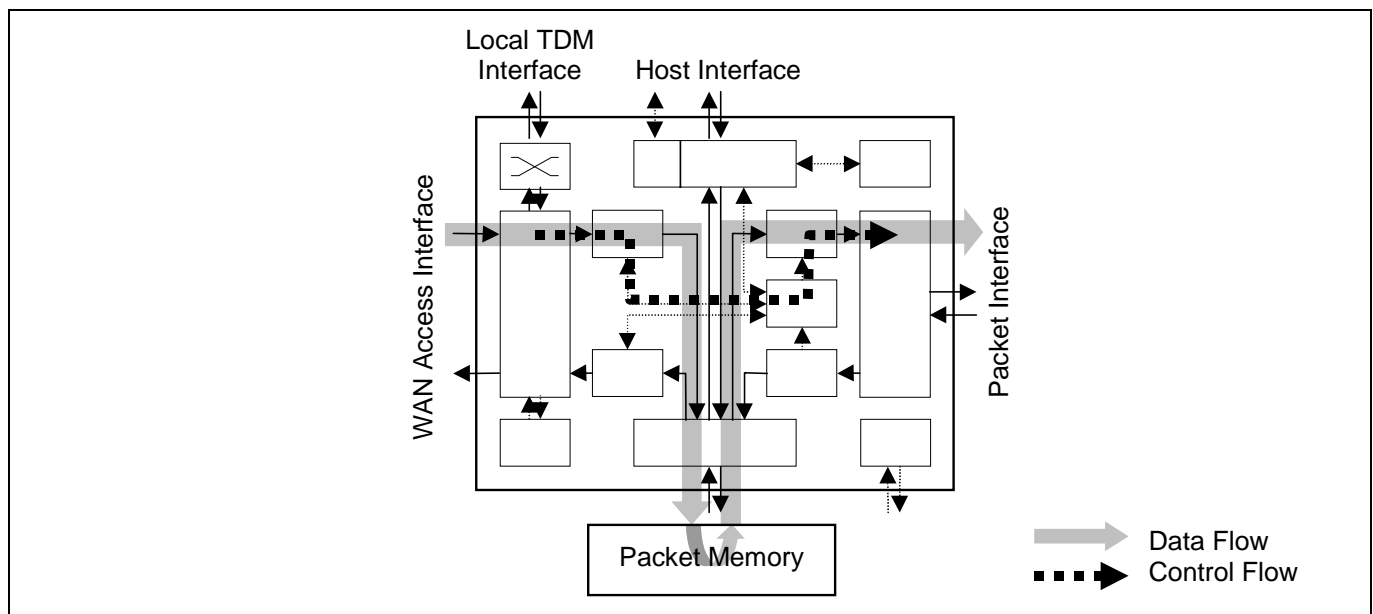 Local TDM
Interface
Host Interface
WAN Access Interface
Packet Interface
Packet Memory
Data Flow
Control Flow